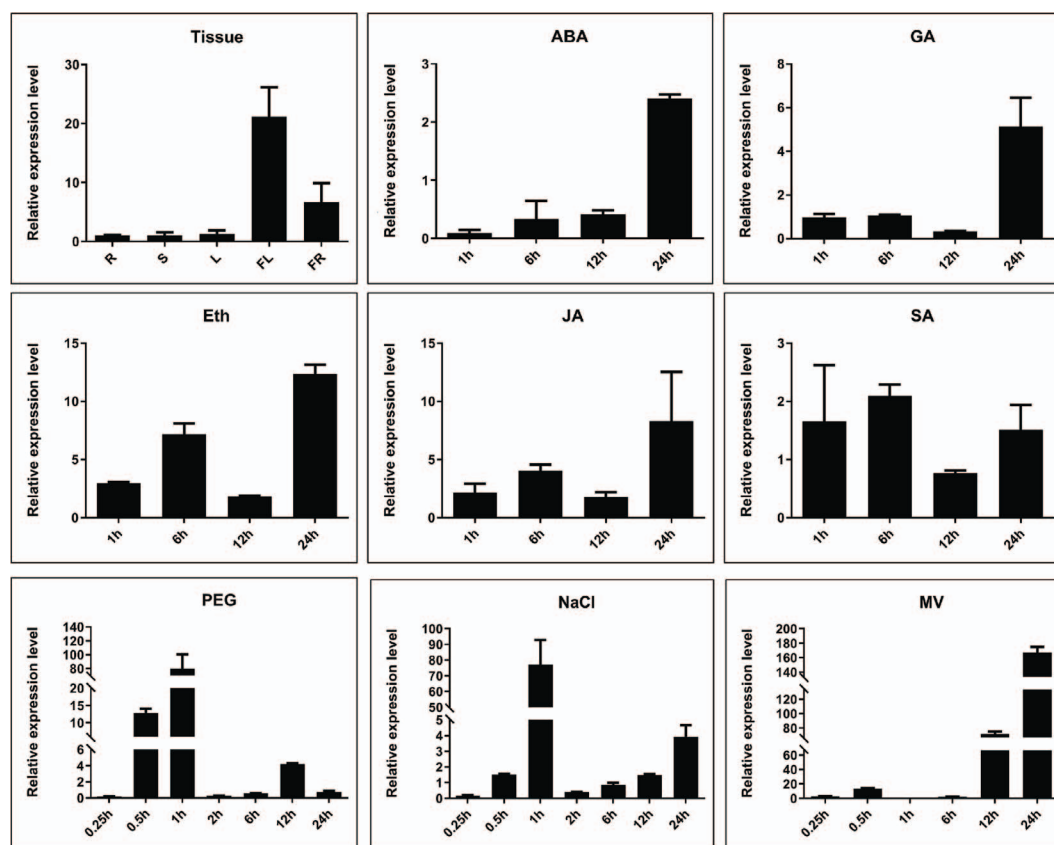 Tissue
Relative expression level
30
20
10
0
R S L FL FR
ABA
Relative expression level
3
2
1
0
1h 6h 12h 24h
GA
Relative expression level
8
6
4
2
0
1h 6h 12h 24h
Eth
Relative expression level
15
10
5
0
1h 6h 12h 24h
JA
Relative expression level
15
10
5
0
1h 6h 12h 24h
SA
Relative expression level
3
2
1
0
1h 6h 12h 24h
PEG
Relative expression level
140
120
100
80
20
15
10
6
4
2
0
0.25h 0.5h 1h 2h 6h 12h 24h
NaCl
Relative expression level
100
90
80
70
60
50
5
4
3
2
1
0
0.25h 0.5h 1h 2h 6h 12h 24h
MV
Relative expression level
200
180
160
140
120
100
80
60
40
20
0
0.25h 0.5h 1h 6h 12h 24h